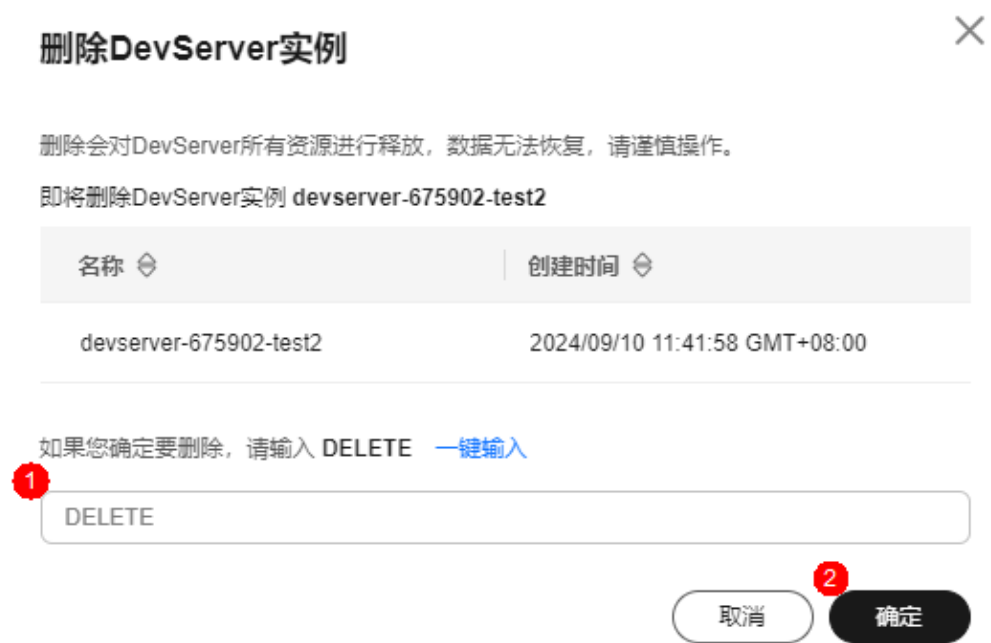 删除DevServer实例
删除会对DevServer所有资源进行释放，数据无法恢复，请谨慎操作。
即将删除DevServer实例 devserver-675902-test2
名称 创建时间
devserver-675902-test2 2024/09/10 11:41:58 GMT+08:00
如果您确定要删除，请输入 DELETE 一键输入
1
DELETE
2
取消 确定